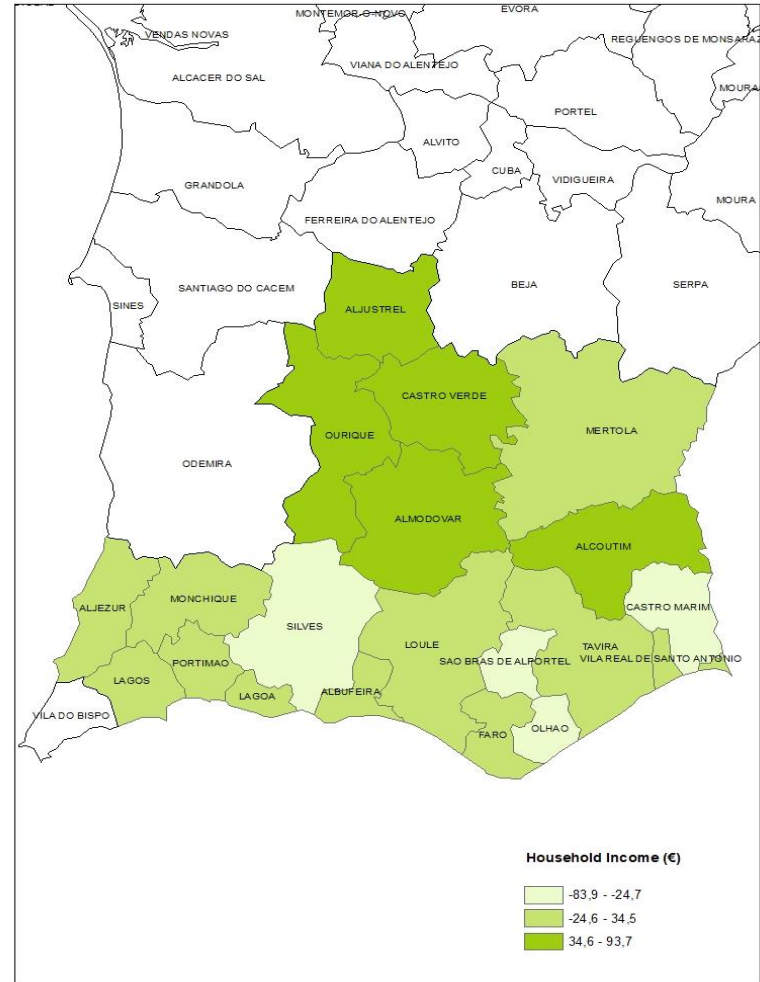 MONTEMOR-O-NOVO
EVORA
VENDAS NOVAS
REGUENGOS DE MONSARAZ
VIANA DO ALENTEJO
ALCACER DO SAL
MOURA
PORTEL
ALVITO
CUBA
VIDIGUEIRA
GRANDOLA
MOURA
FERREIRA DO ALENTEJO
SANTIAGO DO CACEM
BEJA
SERPA
SINES
ALJUSTREL
CASTRO VERDE
MERTOLA
OURIQUE
ODEMIRA
ALMODOVAR
ALCOUTIM
MONCHIQUE
ALJEZUR
CASTRO MARIM
SILVES
LOULE
TAVIRA
SAO BRAS DE ALPORTEL
VILA REAL DE SANTO ANTONIO
PORTIMAO
LAGOS
LAGOA
ALBUFEIRA
VILA DO BISPO
OLHAO
FARO
Household Income (€)
-83,9 - -24,7
-24,6 - 34,5
34,6 - 93,7